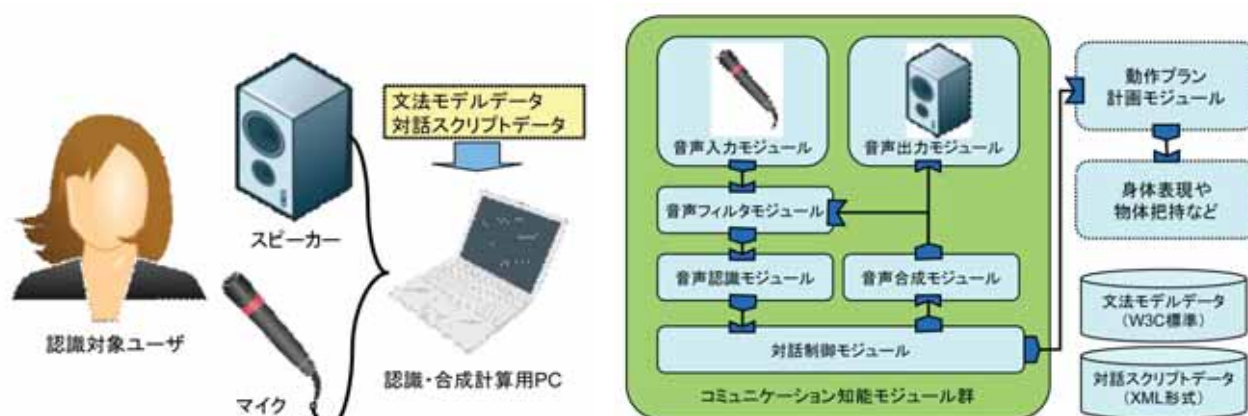 文法モデルデータ
対話スクリプトデータ
スピーカー
認識対象ユーザ
マイク
認識・合成計算用PC
音声入力モジュール
音声出力モジュール
音声フィルタモジュール
音声認識モジュール
音声合成モジュール
対話制御モジュール
コミュニケーション知能モジュール群
動作プラン
計画モジュール
身体表現や
物体把持など
文法モデルデータ
(W3C標準)
対話スクリプトデータ
(XML形式)